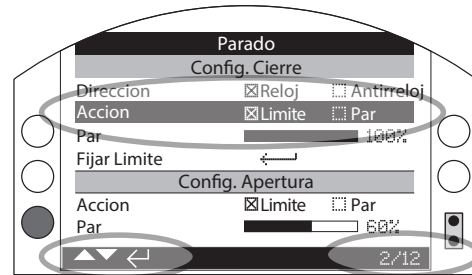 Parado
Config. Cierre
Direccion Reloj Antirreloj
Accion Limite Par
Par 100%
Fijar Limite
Config. Apertura
Accion Limite Par
Par 60%
2/12